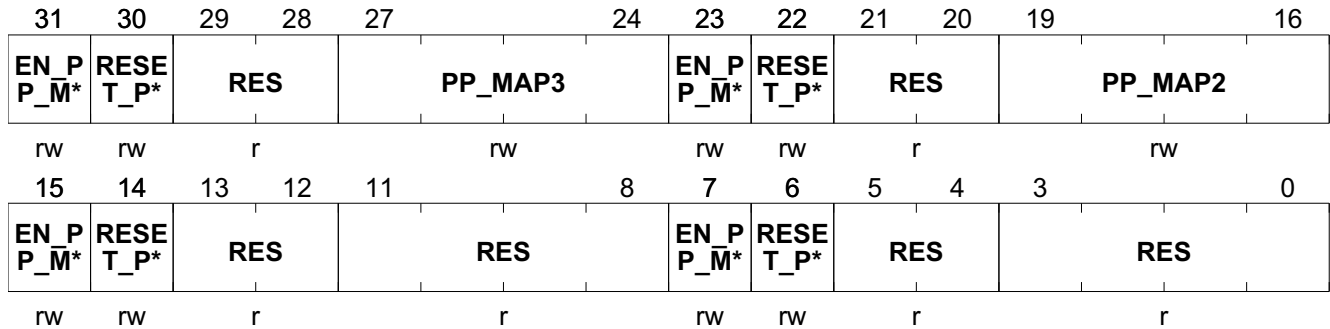 31 30 29 28 27 24 23 22 21 20 19 16
EN_P RESE RES PP_MAP3 EN_P RESE RES PP_MAP2
P_M* T_P* P_M* T_P*
rw rw r rw rw rw r rw
15 14 13 12 11 8 7 6 5 4 3 0
EN_P RESE RES RES EN_P RESE RES RES
P_M* T_P* P_M* T_P*
rw rw r r rw rw r r